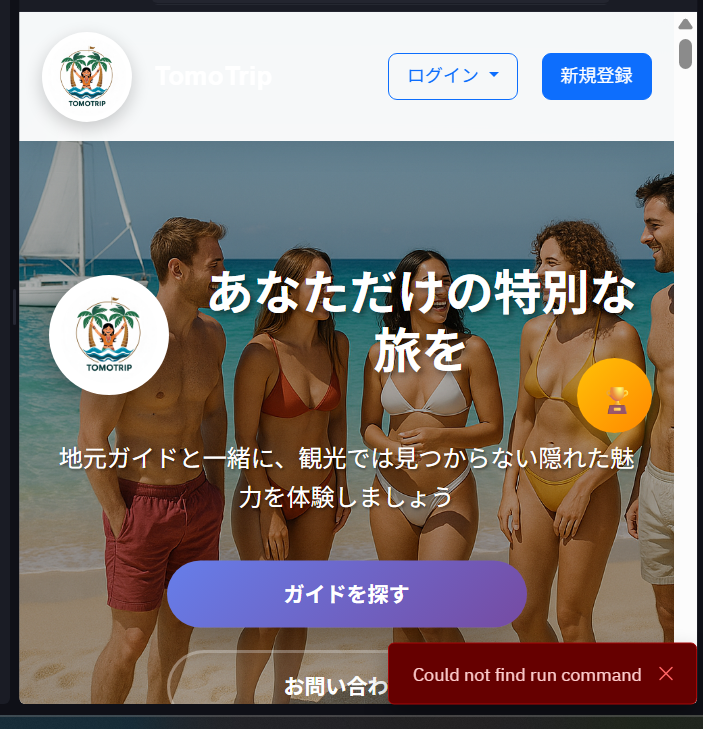 TOMOTRIP
TomoTrip
ログイン
新規登録
あなただけの特別な
旅を
TOMOTRIP
地元ガイドと一緒に、観光では見つからない隠れた魅
力を体験しましょう
ガイドを探す
お問い合わ
Could not find run command